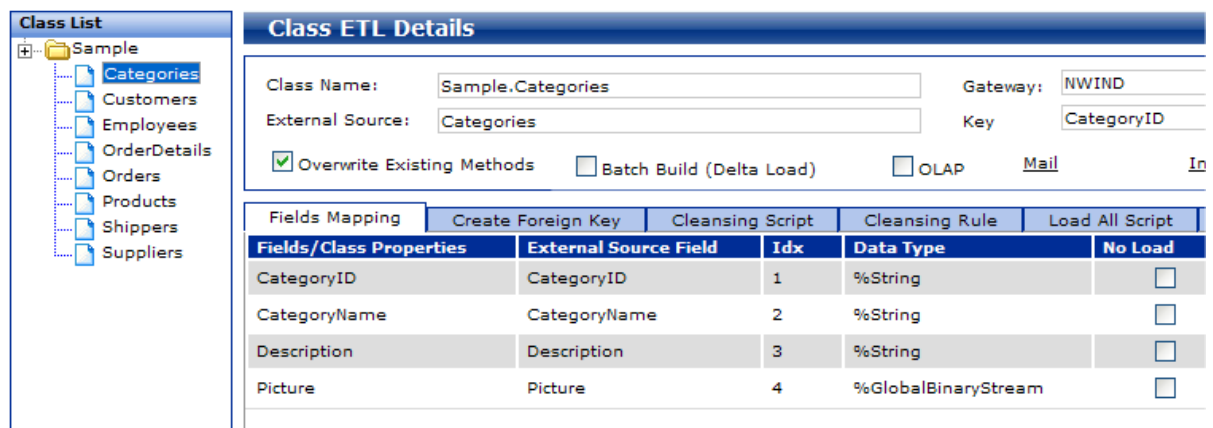 Class List
Sample
Categories
Customers
Employees
OrderDetails
Orders
Products
Shippers
Suppliers
Class ETL Details
Class Name: Sample.Categories Gateway: NWIND
External Source: Categories Key CategoryID
Overwrite Existing Methods Batch Build (Delta Load) OLAP Mail In
Fields Mapping Create Foreign Key Cleansing Script Cleansing Rule Load All Script
Fields/Class Properties External Source Field Idx Data Type No Load
CategoryID CategoryID 1 %String
CategoryName CategoryName 2 %String
Description Description 3 %String
Picture Picture 4 %GlobalBinaryStream